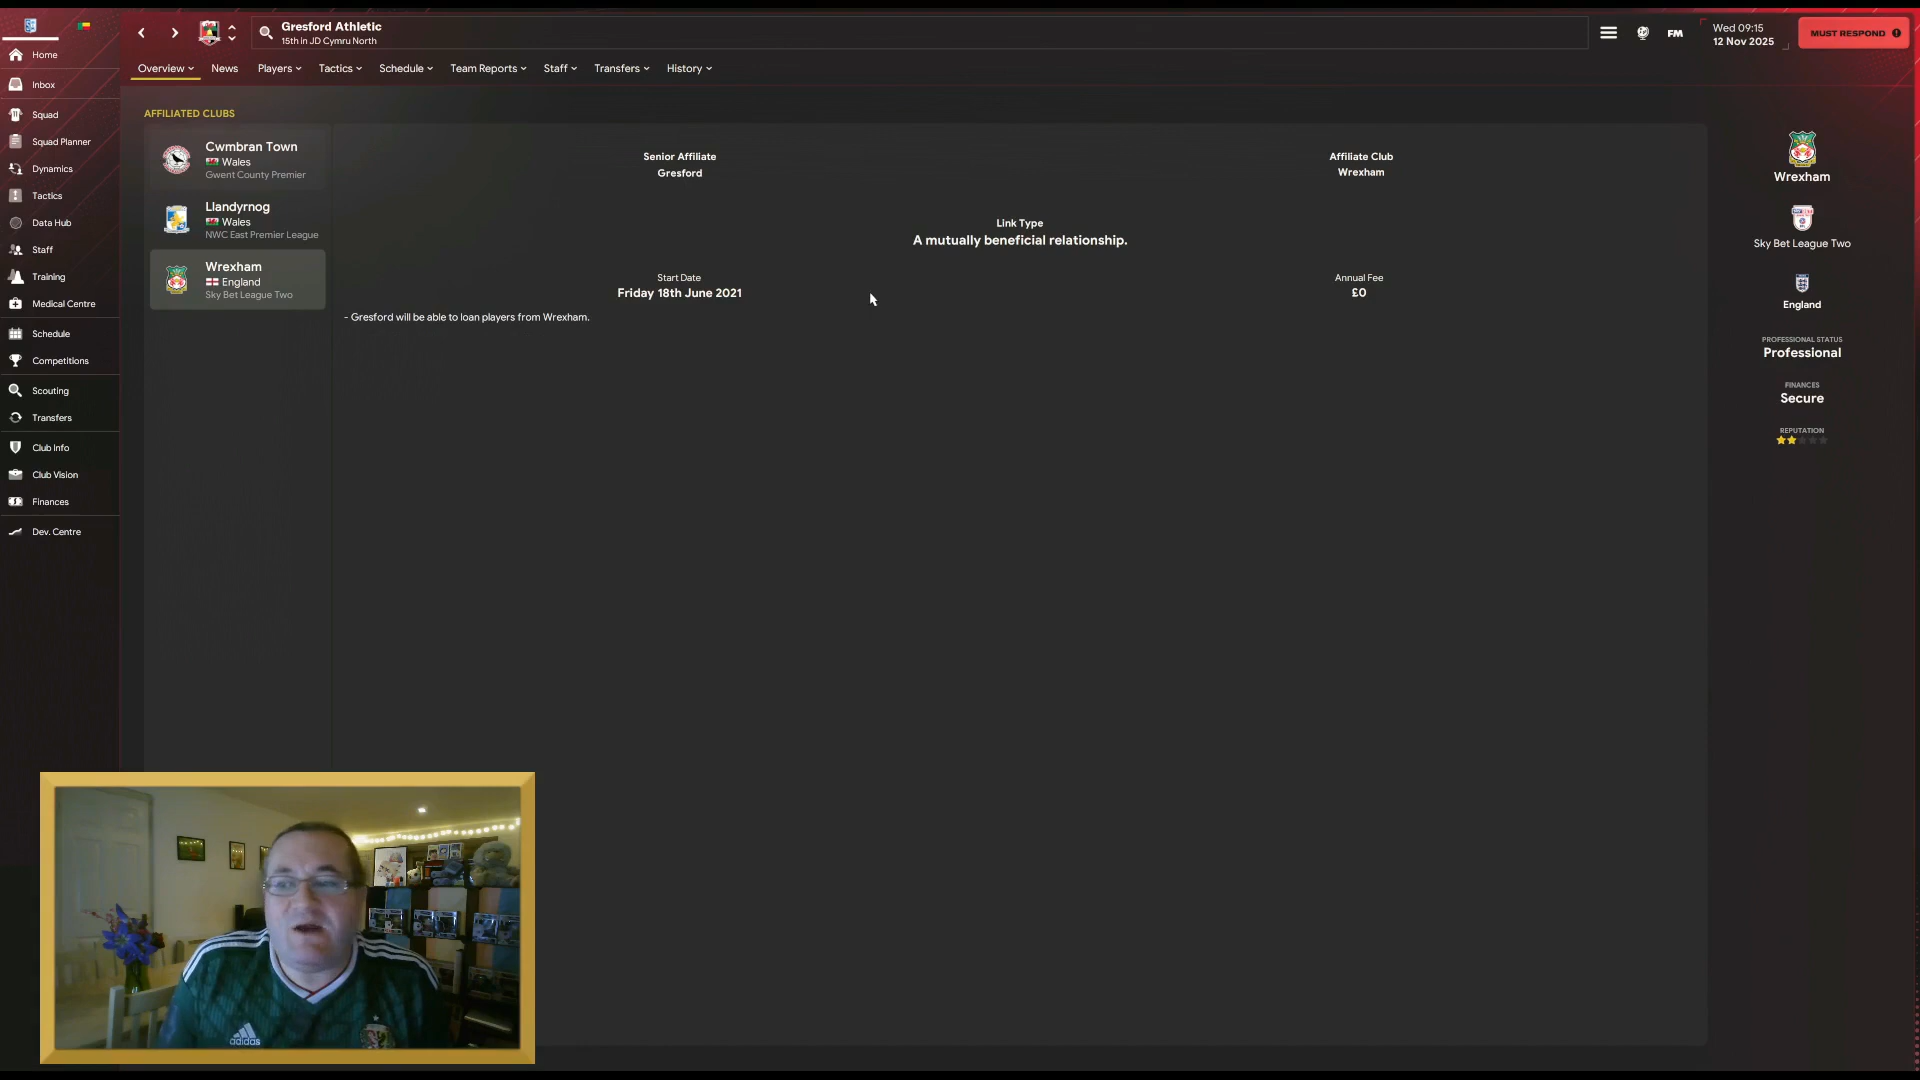 Gresford Athletic
15th in JD Cymru North
FM
Wed 09:15
12 Nov 2025
MUST RESPOND
Home
Inbox
Squad
Squad Planner
Dynamics
Tactics
Data Hub
Staff
Training
Medical Centre
Schedule
Competitions
Scouting
Transfers
Club Info
Club Vision
Finances
Dev. Centre
Overview
News
Players
Tactics
Schedule
Team Reports
Staff
Transfers
History
AFFILIATED CLUBS
Cwmbran Town
Wales
Gwent County Premier
Llandyrnog
Wales
NWC East Premier League
Wrexham
England
Sky Bet League Two
Senior Affiliate
Gresford
Affiliate Club
Wrexham
Link Type
A mutually beneficial relationship.
Start Date
Friday 18th June 2021
Annual Fee
£0
- Gresford will be able to loan players from Wrexham.
Wrexham
Sky Bet League Two
England
PROFESSIONAL STATUS
Professional
FINANCES
Secure
REPUTATION
adidas